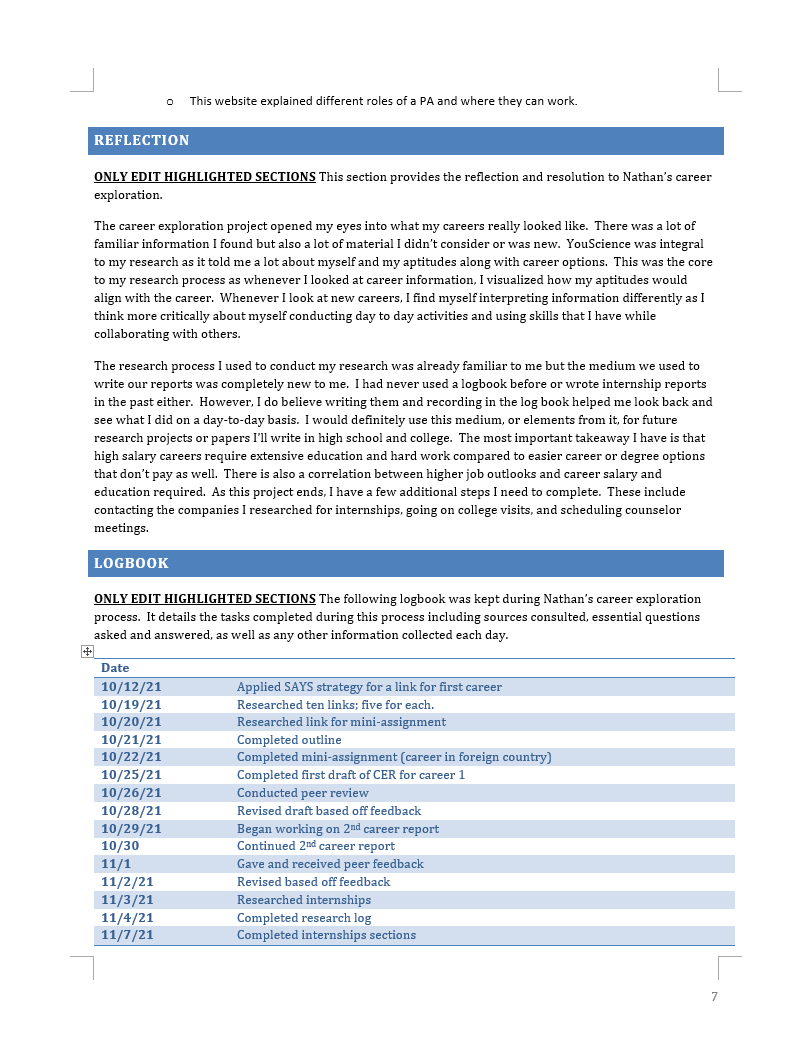 o This website explained different roles of a PA and where they can work.
REFLECTION
ONLY EDIT HIGHLIGHTED SECTIONS This section provides the reflection and resolution to Nathan's career
exploration.
The career exploration project opened my eyes into what my careers really looked like. There was a lot of
familiar information I found but also a lot of material I didn't consider or was new. YouScience was integral
to my research as it told me a lot about myself and my aptitudes along with career options. This was the core
to my research process as whenever I looked at career information, I visualized how my aptitudes would
align with the career. Whenever I look at new careers, I find myself interpreting information differently as I
think more critically about myself conducting day to day activities and using skills that I have while
collaborating with others.
The research process I used to conduct my research was already familiar to me but the medium we used to
write our reports was completely new to me. I had never used a logbook before or wrote internship reports
in the past either. However, I do believe writing them and recording in the log book helped me look back and
see what I did on a day-to-day basis. I would definitely use this medium, or elements from it, for future
research projects or papers I'll write in high school and college. The most important takeaway I have is that
high salary careers require extensive education and hard work compared to easier career or degree options
that don't pay as well. There is also a correlation between higher job outlooks and career salary and
education required. As this project ends, I have a few additional steps I need to complete. These include
contacting the companies I researched for internships, going on college visits, and scheduling counselor
meetings.
LOGBOOK
ONLY EDIT HIGHLIGHTED SECTIONS The following logbook was kept during Nathan's career exploration
process. It details the tasks completed during this process including sources consulted, essential questions
asked and answered, as well as any other information collected each day.
Date
10/12/21 Applied SAYS strategy for a link for first career
10/19/21 Researched ten links; five for each.
10/20/21 Researched link for mini-assignment
10/21/21 Completed outline
10/22/21 Completed mini-assignment (career in foreign country)
10/25/21 Completed first draft of CER for career 1
10/26/21 Conducted peer review
10/28/21 Revised draft based off feedback
10/29/21 Began working on 2nd career report
10/30 Continued 2nd career report
11/1 Gave and received peer feedback
11/2/21 Revised based off feedback
11/3/21 Researched internships
11/4/21 Completed research log
11/7/21 Completed internships sections
7